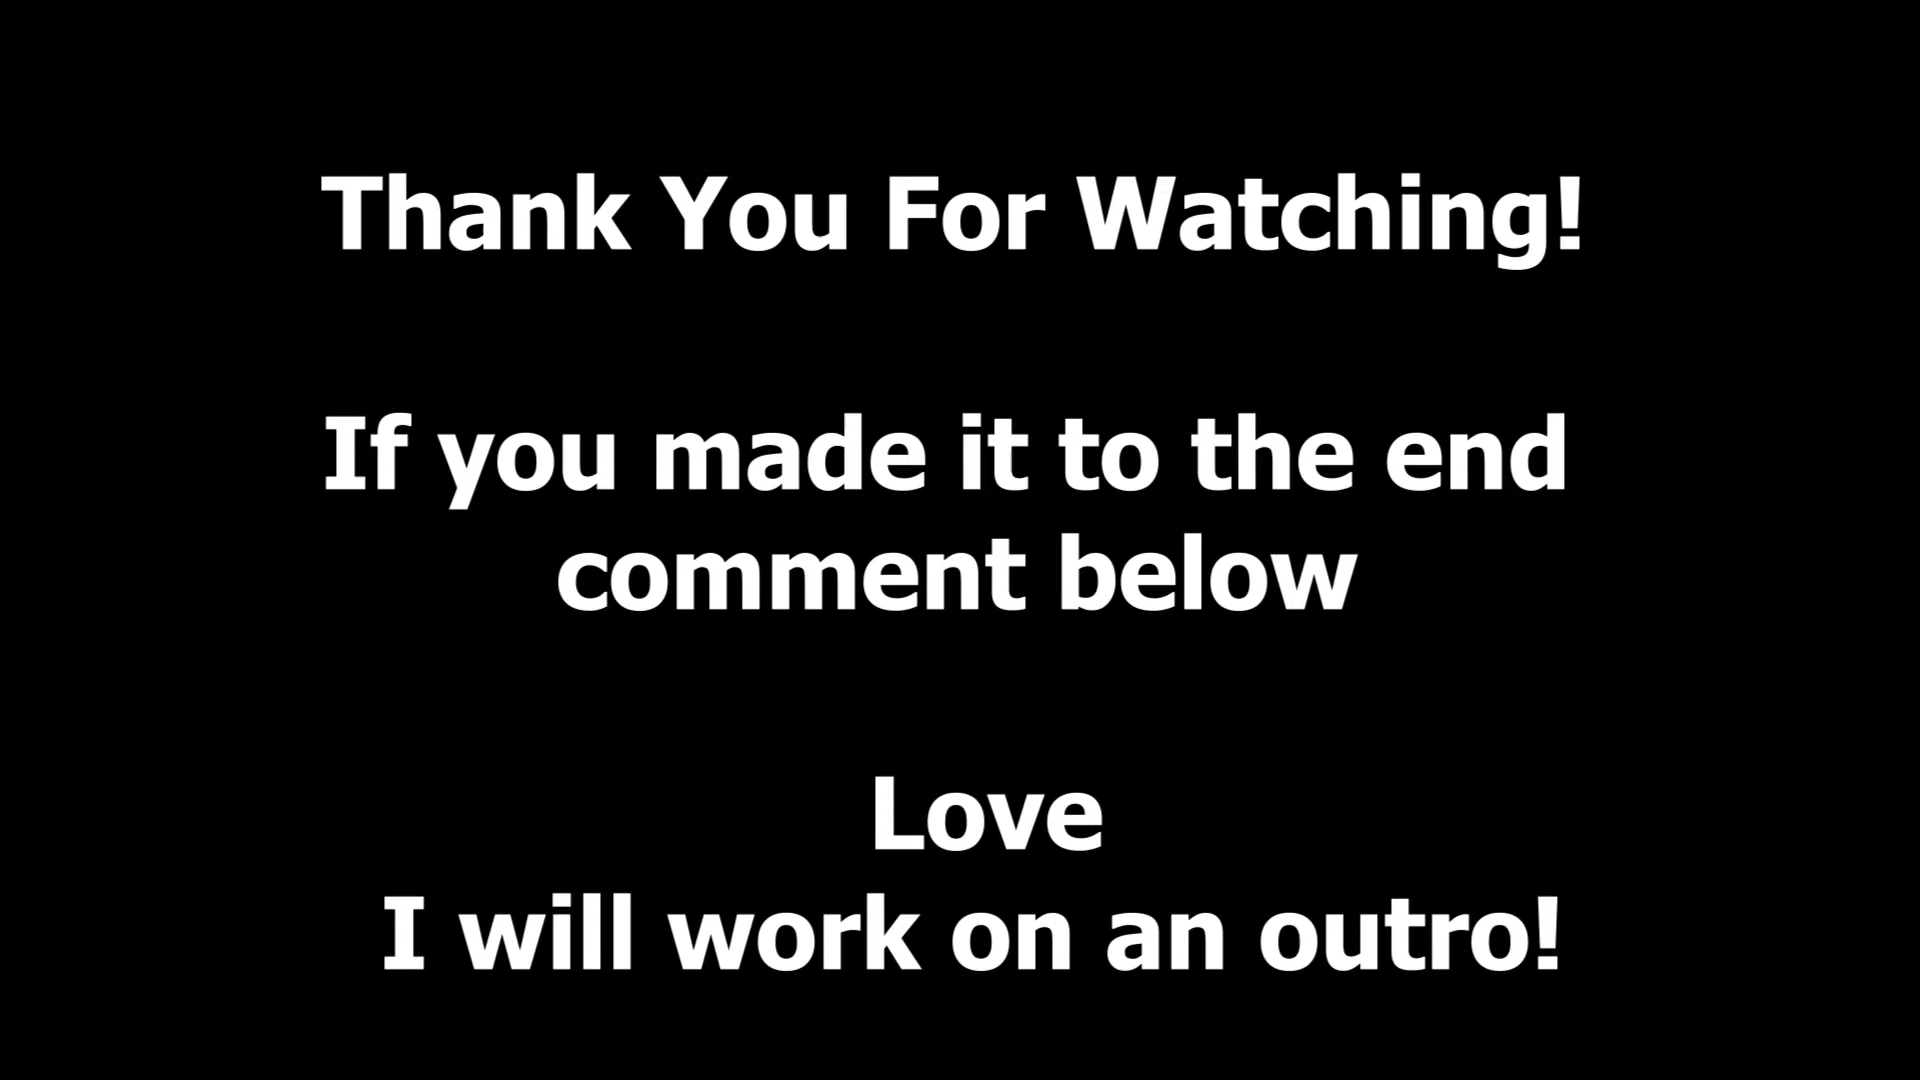 Thank You For Watching!
If you made it to the end
comment below
Love
I will work on an outro!